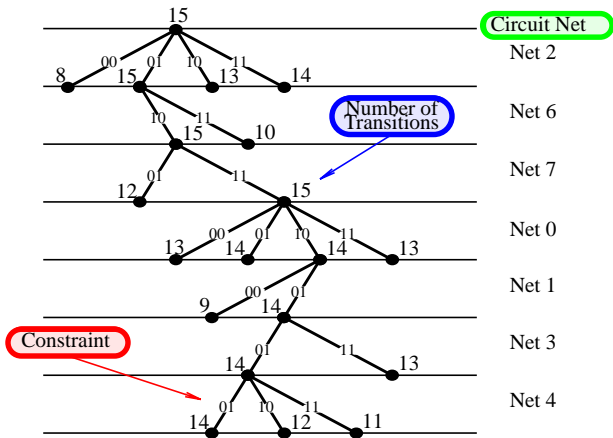 15
Circuit Net
00 01 10 11
Net 2
8 15 13 14
10 11
Net 6
Number of
Transitions
15 10
01 11
Net 7
12 15
00 01 10 11
Net 0
13 14 14 13
00 01
Net 1
9 14
01 11
Net 3
Constraint
14 13
01 10 11
Net 4
14 12 11